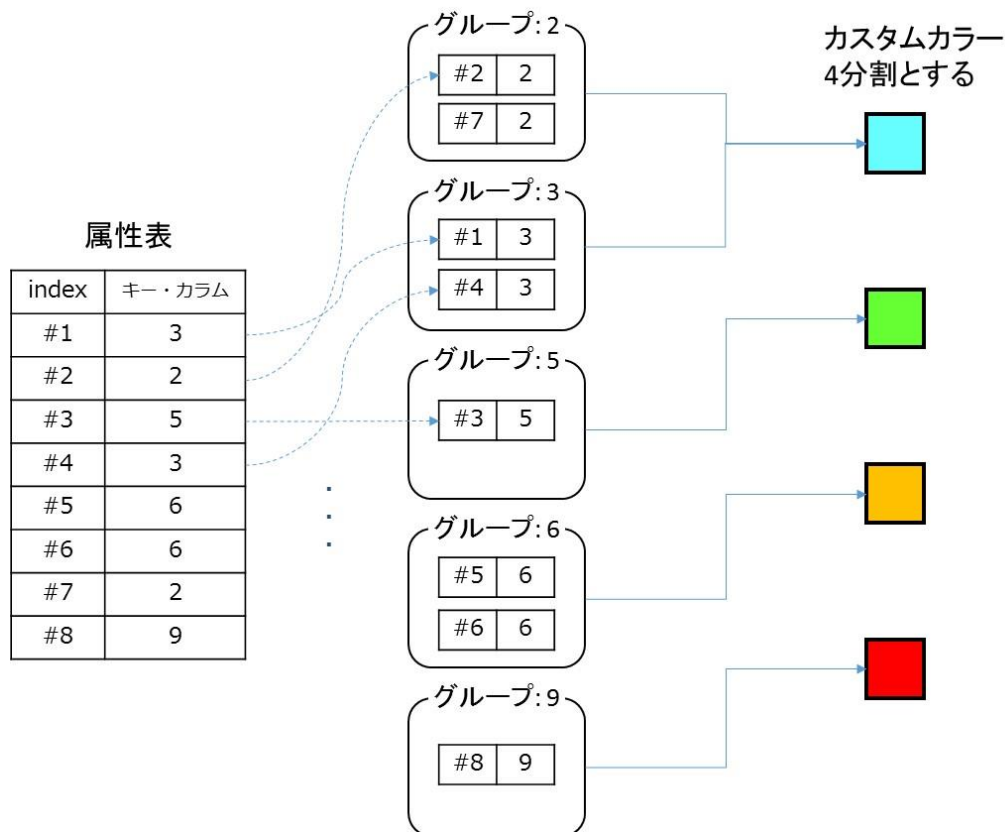 カスタムカラー
4分割とする
属性表
index キー・カラム
#1 3
#2 2
#3 5
#4 3
#5 6
#6 6
#7 2
#8 9
グループ:2
#2 2
#7 2
グループ:3
#1 3
#4 3
グループ:5
#3 5
グループ:6
#5 6
#6 6
グループ:9
#8 9